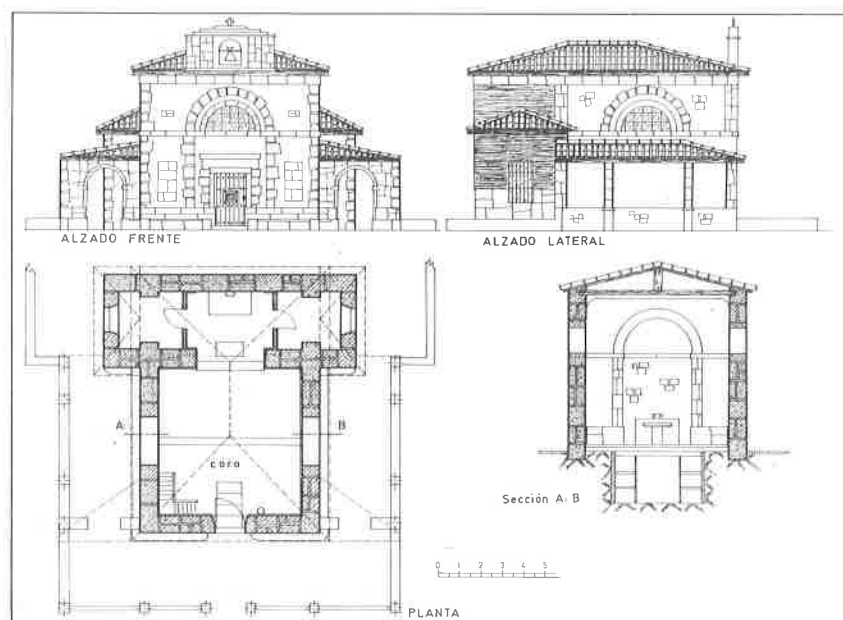 ALZADO FRENTE
ALZADO LATERAL
A
B
coro
Sección A-B
0 1 2 3 4 5
PLANTA